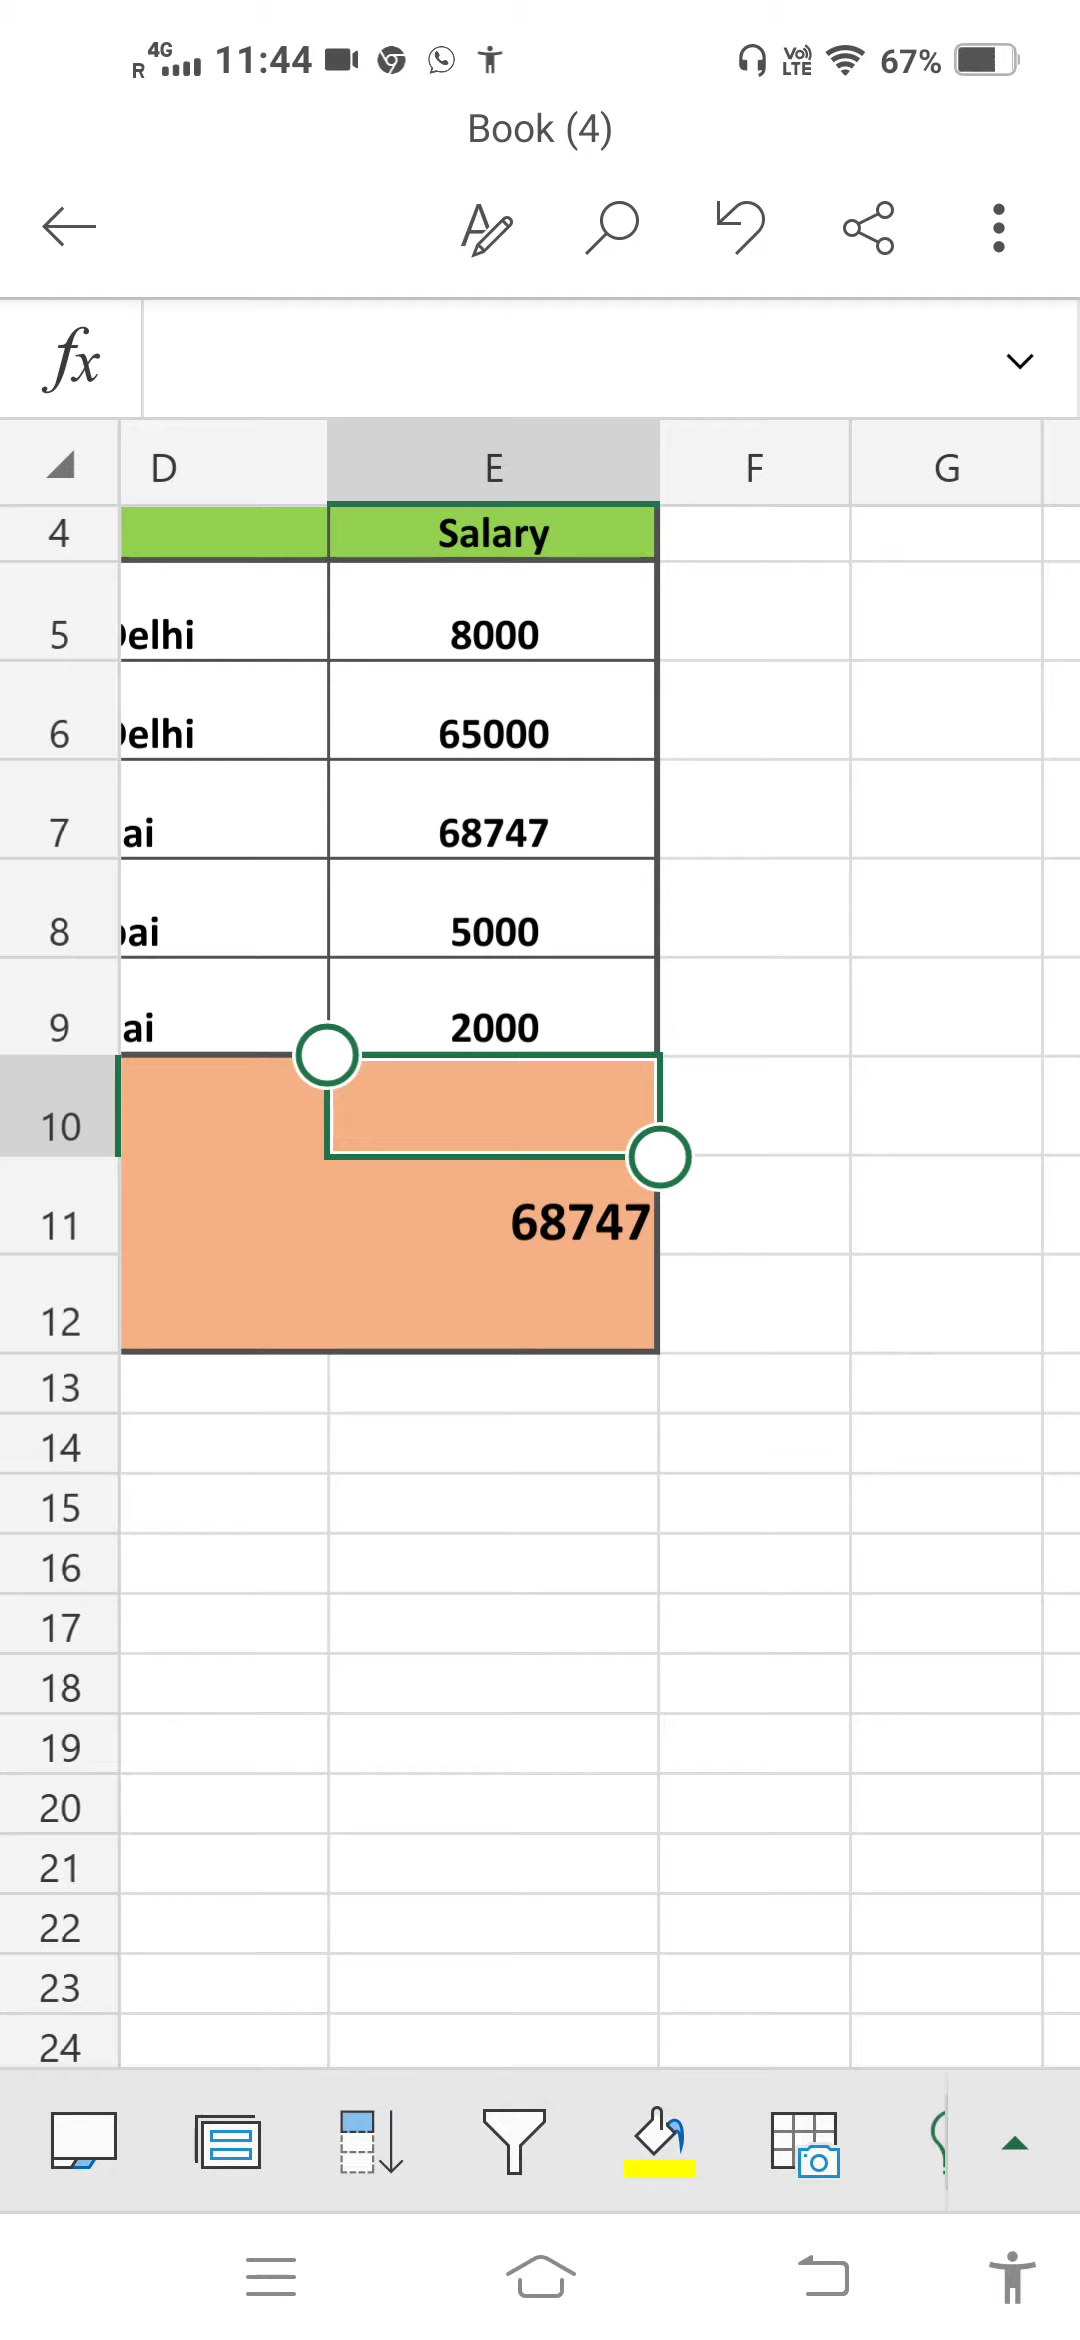 4G
R 11:44 Vo)) LTE 67%
Book (4)
fx
D E F G
4 Salary
5 elhi 8000
6 elhi 65000
7 ai 68747
8 ai 5000
9 ai 2000
10
11 68747
12
13
14
15
16
17
18
19
20
21
22
23
24